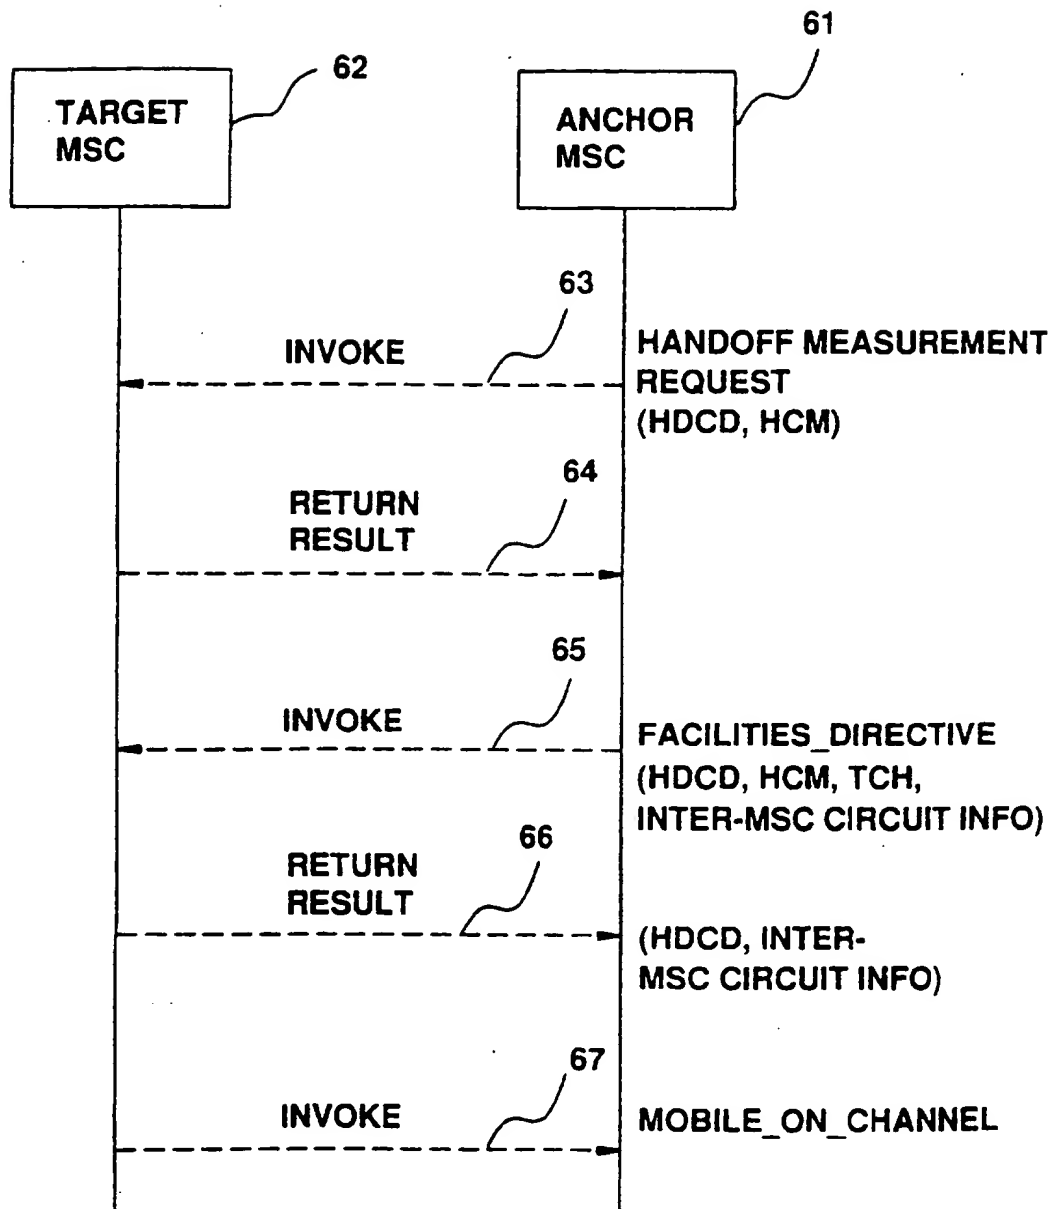 61
62
TARGET
MSC
ANCHOR
MSC
63
INVOKE
HANDOFF MEASUREMENT
REQUEST
(HDCD, HCM)
64
RETURN
RESULT
65
INVOKE
FACILITIES_DIRECTIVE
(HDCD, HCM, TCH,
INTER-MSC CIRCUIT INFO)
66
RETURN
RESULT
(HDCD, INTER-
MSC CIRCUIT INFO)
67
INVOKE
MOBILE_ON_CHANNEL